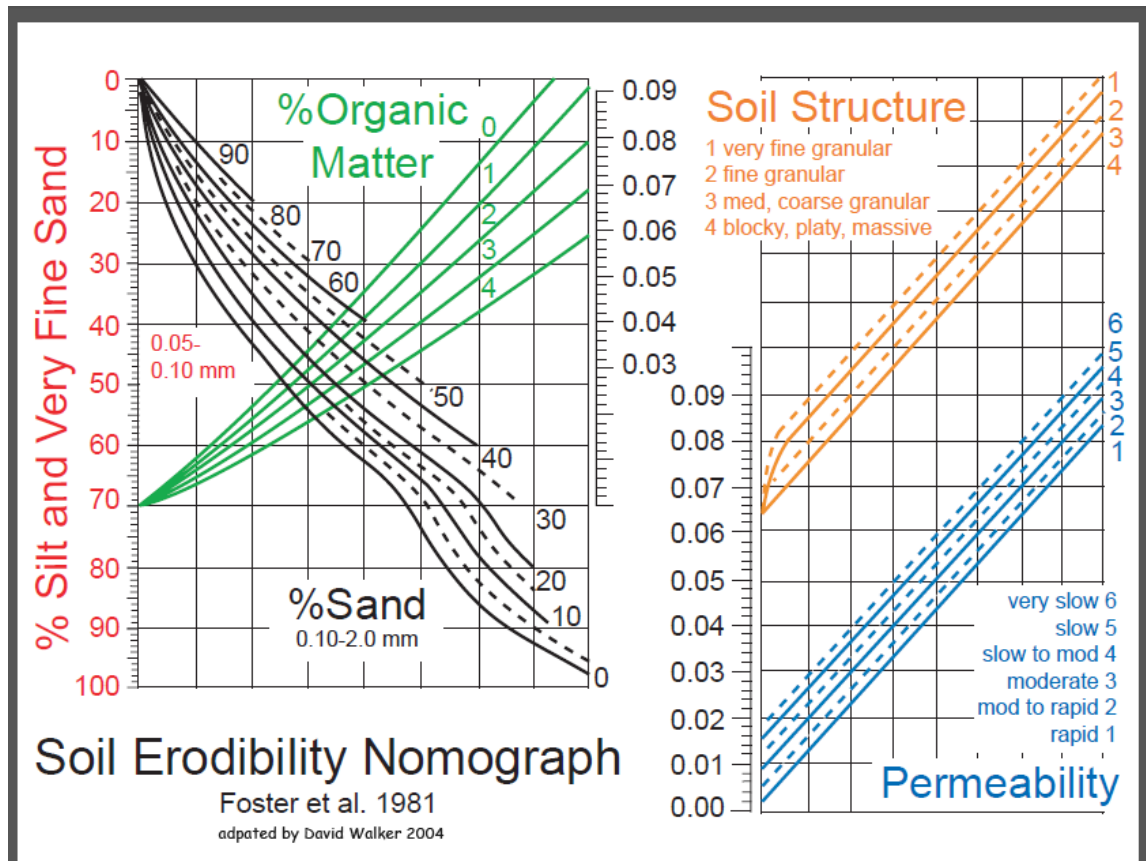 % Silt and Very Fine Sand
0
10
20
30
40
50
60
70
80
90
100
0.05-
0.10 mm
%Organic
Matter
0
1
2
3
4
90
80
70
60
50
40
30
20
10
0
%Sand
0.10-2.0 mm
0.09
0.08
0.07
0.06
0.05
0.04
0.03
Soil Structure
1 very fine granular
2 fine granular
3 med, coarse granular
4 blocky, platy, massive
1
2
3
4
0.09
0.08
0.07
0.06
0.05
0.04
0.03
0.02
0.01
0.00
6
5
4
3
2
1
very slow 6
slow 5
slow to mod 4
moderate 3
mod to rapid 2
rapid 1
Permeability
Soil Erodibility Nomograph
Foster et al. 1981
adpated by David Walker 2004